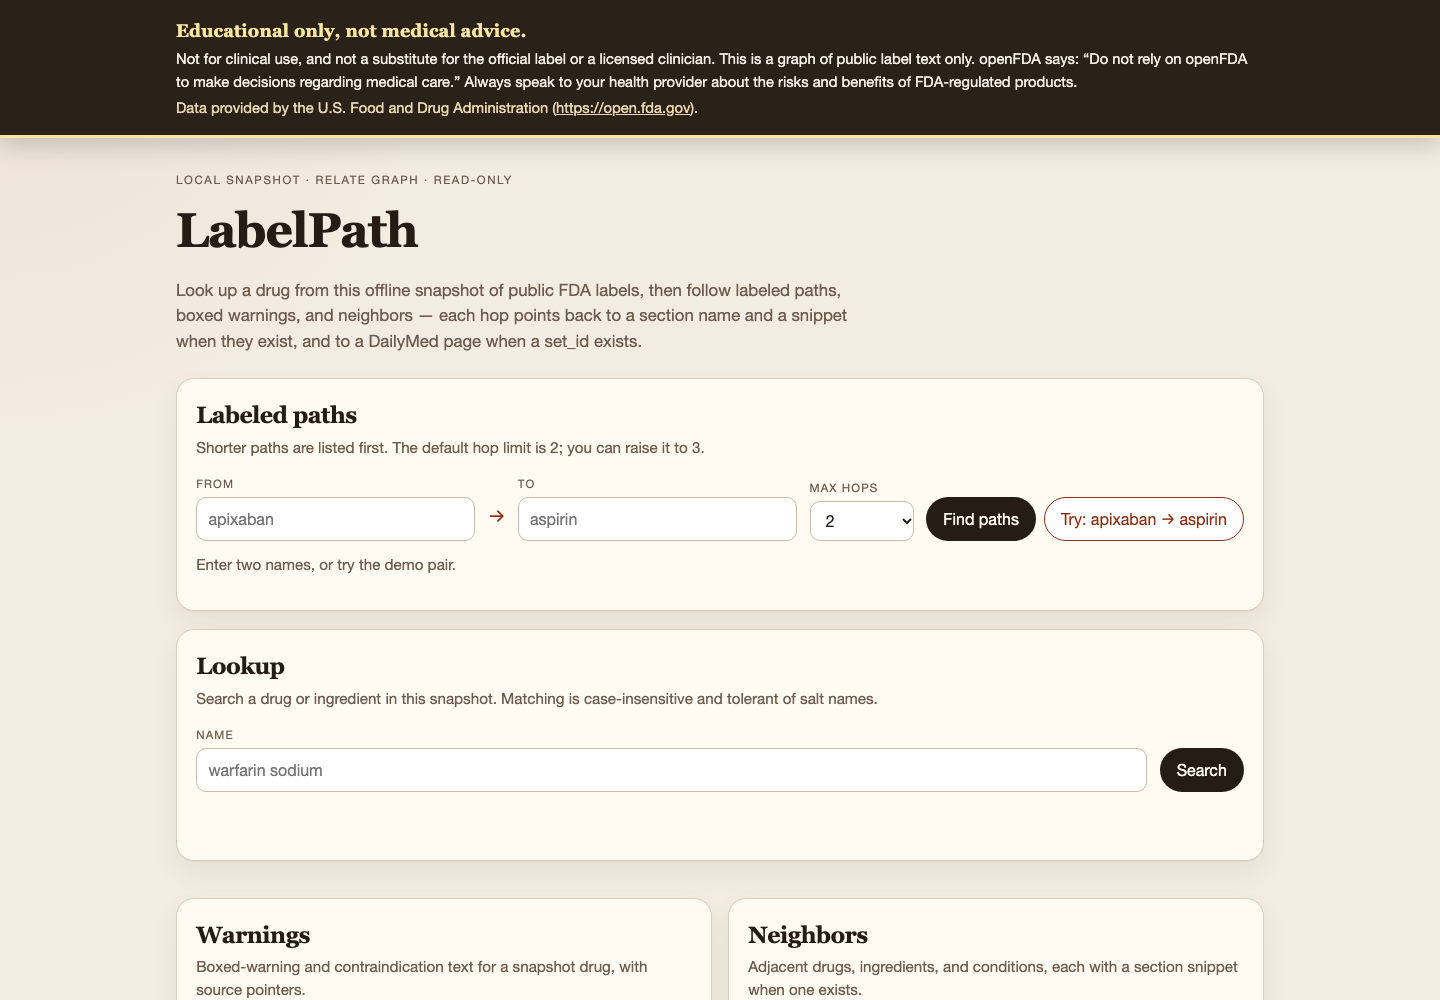 Educational only, not medical advice.
Not for clinical use, and not a substitute for the official label or a licensed clinician. This is a graph of public label text only. openFDA says: “Do not rely on openFDA
to make decisions regarding medical care.” Always speak to your health provider about the risks and benefits of FDA-regulated products.
Data provided by the U.S. Food and Drug Administration (https://open.fda.gov).
LOCAL SNAPSHOT · RELATE GRAPH · READ-ONLY
LabelPath
Look up a drug from this offline snapshot of public FDA labels, then follow labeled paths,
boxed warnings, and neighbors — each hop points back to a section name and a snippet
when they exist, and to a DailyMed page when a set_id exists.
Labeled paths
Shorter paths are listed first. The default hop limit is 2; you can raise it to 3.
FROM
apixaban
→
TO
aspirin
MAX HOPS
2
Find paths
Try: apixaban → aspirin
Enter two names, or try the demo pair.
Lookup
Search a drug or ingredient in this snapshot. Matching is case-insensitive and tolerant of salt names.
NAME
warfarin sodium
Search
Warnings
Boxed-warning and contraindication text for a snapshot drug, with
source pointers.
Neighbors
Adjacent drugs, ingredients, and conditions, each with a section snippet
when one exists.